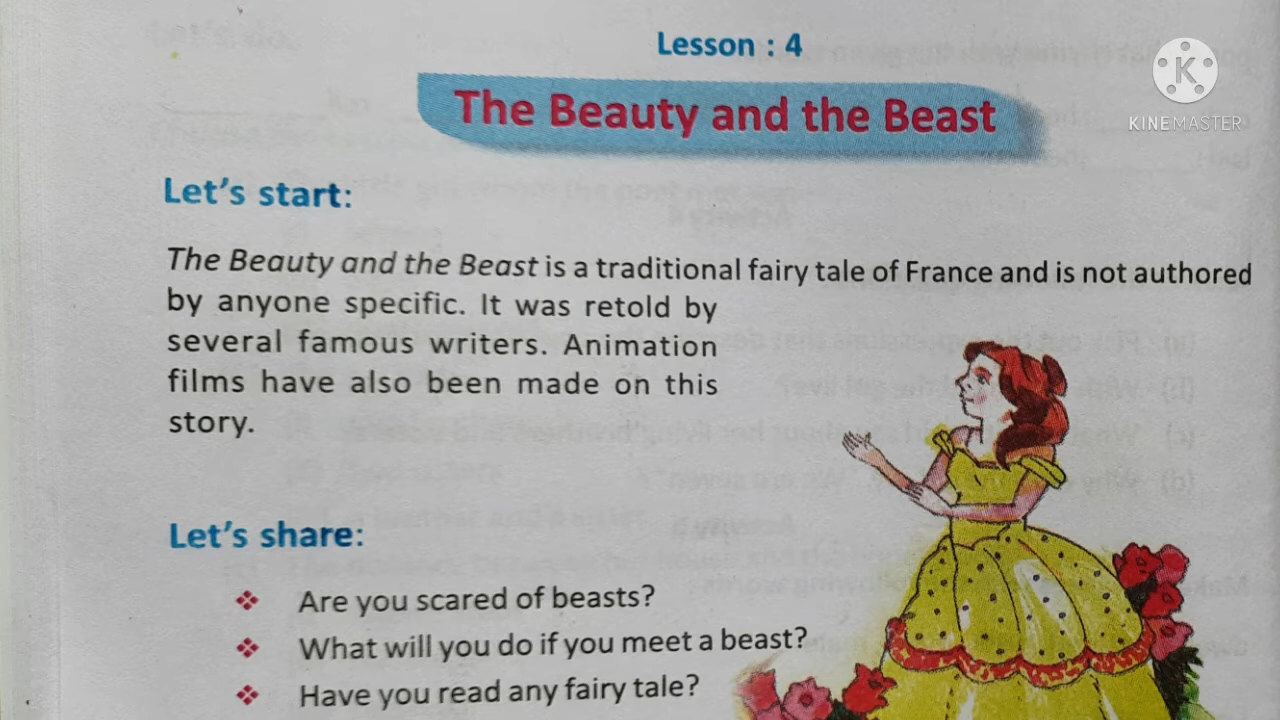 Lesson : 4
K
KINEMASTER
The Beauty and the Beast
Let's start:
The Beauty and the Beast is a traditional fairy tale of France and is not authored
by anyone specific. It was retold by
several famous writers. Animation
films have also been made on this
story.
Let's share:
❖ Are you scared of beasts?
❖ What will you do if you meet a beast?
❖ Have you read any fairy tale?